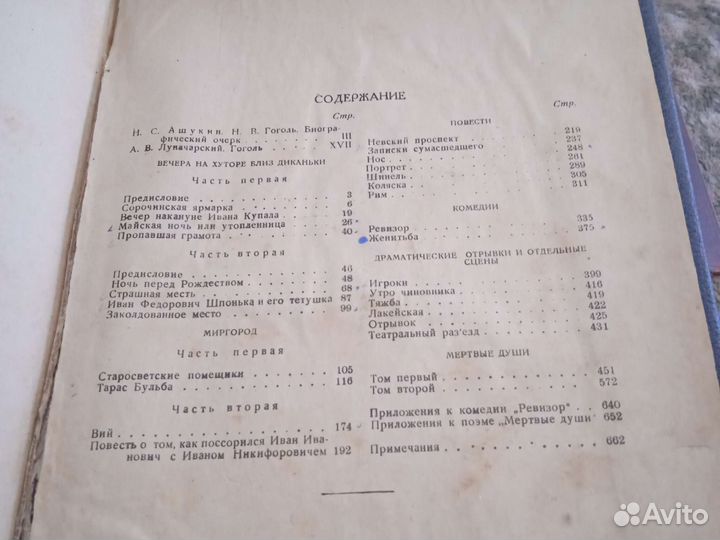 СОДЕРЖАНИЕ
Стр.
Н. С. Ашукин. Н. В. Гоголь. Биогра-
фический очерк . . . . . . . . III
А. В. Луначарский. Гоголь . . . . . XVII
ВЕЧЕРА НА ХУТОРЕ БЛИЗ ДИКАНЬКИ
Часть первая
Предисловие . . . . . . . . . . 3
Сорочинская ярмарка . . . . . . . 6
Вечер накануне Ивана Купала . . . . 19
Майская ночь или утопленница . . . . 26
Пропавшая грамота . . . . . . . . 40
Часть вторая
Предисловие . . . . . . . . . . 46
Ночь перед Рождеством . . . . . . 48
Страшная месть . . . . . . . . . 68
Иван Федорович Шпонька и его тетушка 87
Заколдованное место . . . . . . . 99
МИРГОРОД
Часть первая
Старосветские помещики . . . . . . 105
Тарас Бульба . . . . . . . . . . 116
Часть вторая
Вий . . . . . . . . . . . . . 174
Повесть о том, как поссорился Иван Ива-
нович с Иваном Никифоровичем 192
Стр.
ПОВЕСТИ
Невский проспект . . . . . . . . 219
Записки сумасшедшего . . . . . . 237
Нос . . . . . . . . . . . . . 248
Портрет . . . . . . . . . . . 261
Шинель . . . . . . . . . . . . 289
Коляска . . . . . . . . . . . 305
Рим . . . . . . . . . . . . . 311
КОМЕДИИ
Ревизор . . . . . . . . . . . 335
Женитьба . . . . . . . . . . . 375
ДРАМАТИЧЕСКИЕ ОТРЫВКИ И ОТДЕЛЬНЫЕ
СЦЕНЫ
Игроки . . . . . . . . . . . . 399
Утро чиновника . . . . . . . . . 416
Тяжба . . . . . . . . . . . . 419
Лакейская . . . . . . . . . . . 422
Отрывок . . . . . . . . . . . 425
Театральный раз'езд . . . . . . . 431
МЕРТВЫЕ ДУШИ
Том первый . . . . . . . . . . 451
Том второй . . . . . . . . . . 572
Приложения к комедии „Ревизор" . . 640
Приложения к поэме „Мертвые души 652
Примечания . . . . . . . . . . 662
Avito